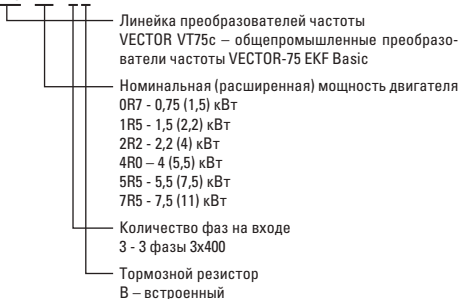 Линейка преобразователей частоты
VECTOR VT75c – общепромышленные преобразо-
ватели частоты VECTOR-75 EKF Basic
Номинальная (расширенная) мощность двигателя
0R7 - 0,75 (1,5) кВт
1R5 - 1,5 (2,2) кВт
2R2 - 2,2 (4) кВт
4R0 – 4 (5,5) кВт
5R5 - 5,5 (7,5) кВт
7R5 - 7,5 (11) кВт
Количество фаз на входе
3 - 3 фазы 3x400
Тормозной резистор
B – встроенный